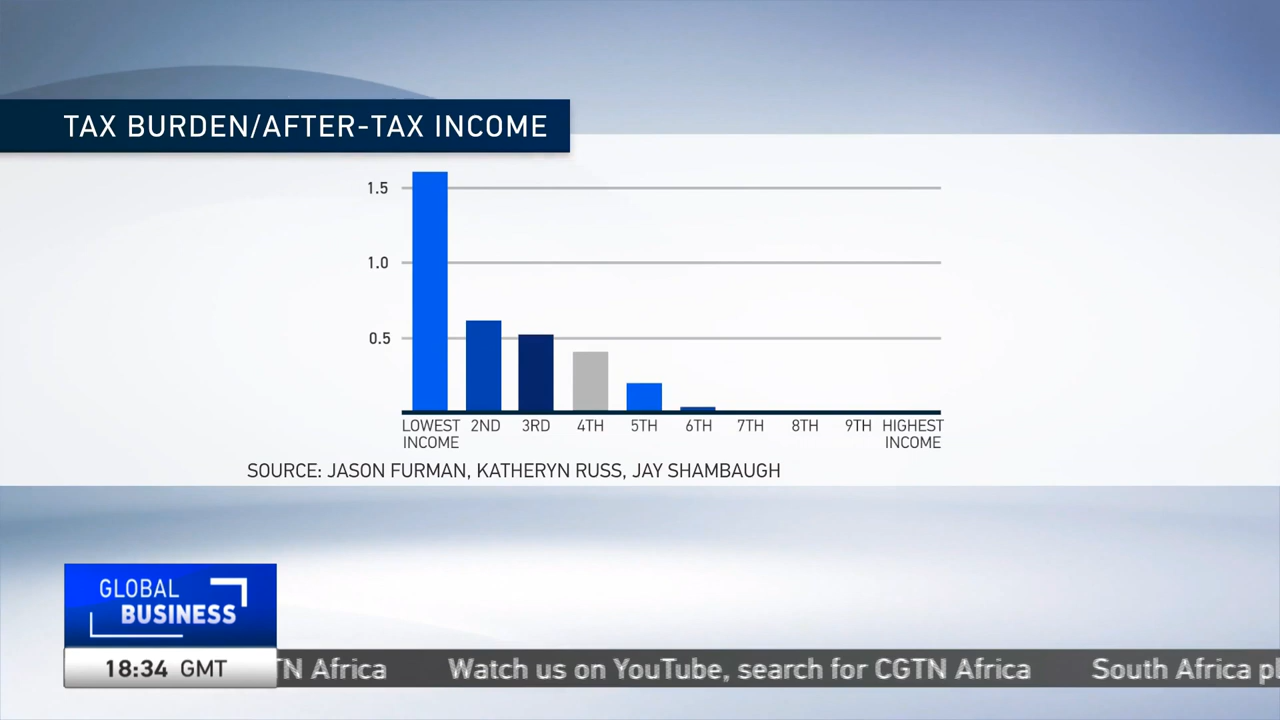 TAX BURDEN/AFTER-TAX INCOME
1.5
1.0
0.5
LOWEST INCOME
2ND
3RD
4TH
5TH
6TH
7TH
8TH
9TH
HIGHEST INCOME
SOURCE: JASON FURMAN, KATHERYN RUSS, JAY SHAMBAUGH
GLOBAL
BUSINESS
18:34 GMT
TN Africa Watch us on YouTube, search for CGTN Africa South Africa pl